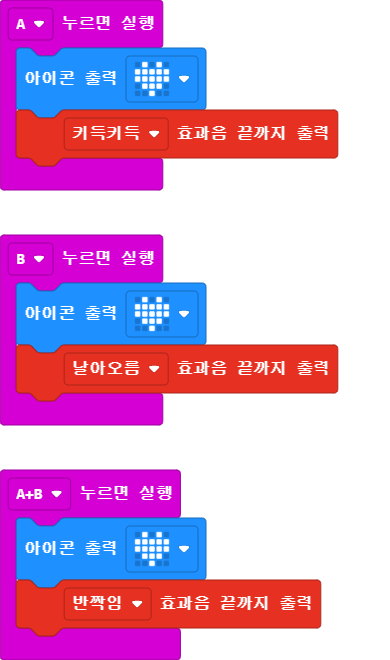 A 누르면 실행
아이콘 출력
키득키득 효과음 끝까지 출력
B 누르면 실행
아이콘 출력
날아오름 효과음 끝까지 출력
A+B 누르면 실행
아이콘 출력
반짝임 효과음 끝까지 출력